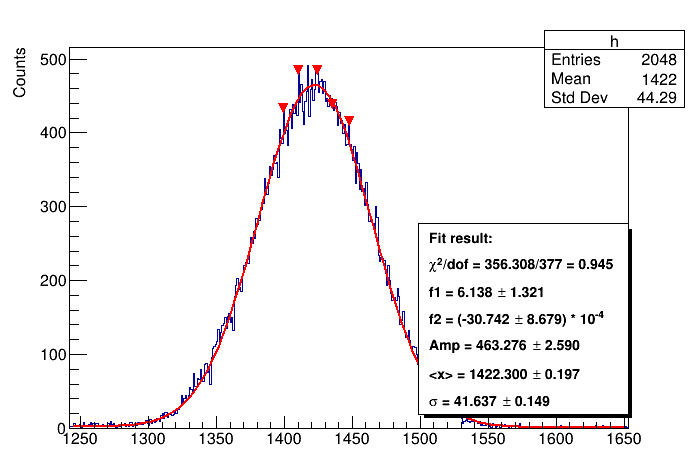 h
Entries 2048
Mean 1422
Std Dev 44.29
Counts
500
400
300
200
100
0
Fit result:
χ²/dof = 356.308/377 = 0.945
f1 = 6.138 ± 1.321
f2 = (-30.742 ± 8.679) * 10⁻⁴
Amp = 463.276 ± 2.590
<x> = 1422.300 ± 0.197
σ = 41.637 ± 0.149
1250 1300 1350 1400 1450 1500 1550 1600 1650